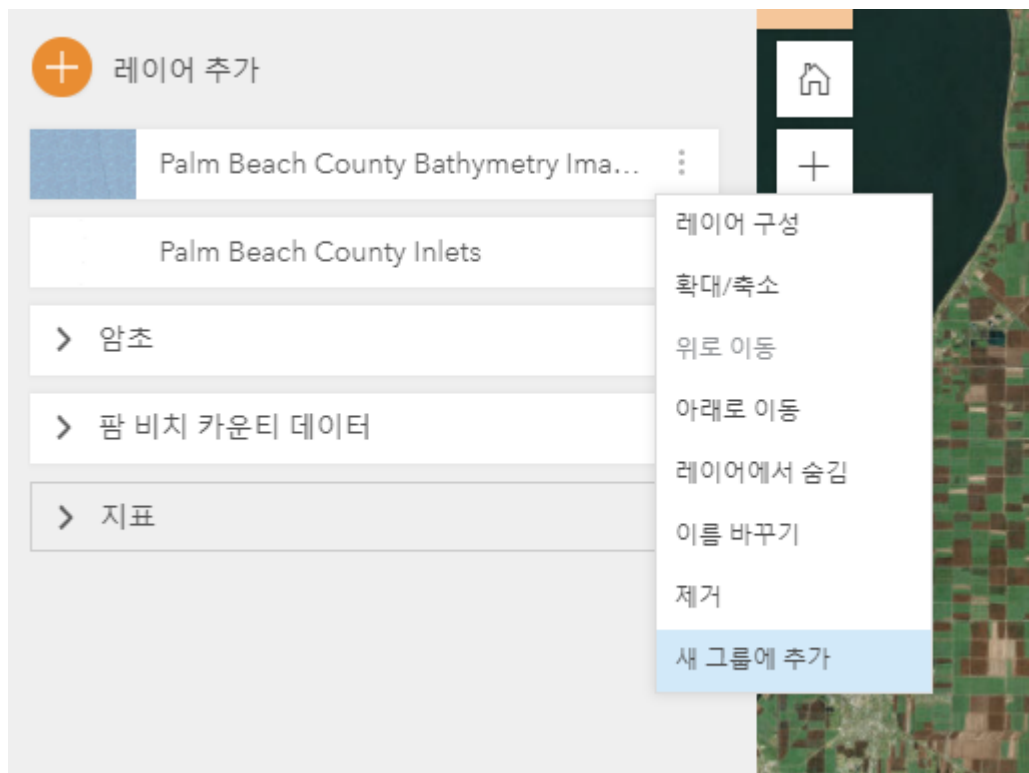 레이어 추가
Palm Beach County Bathymetry Ima...
Palm Beach County Inlets
암초
팜 비치 카운티 데이터
지표
레이어 구성
확대/축소
위로 이동
아래로 이동
레이어에서 숨김
이름 바꾸기
제거
새 그룹에 추가